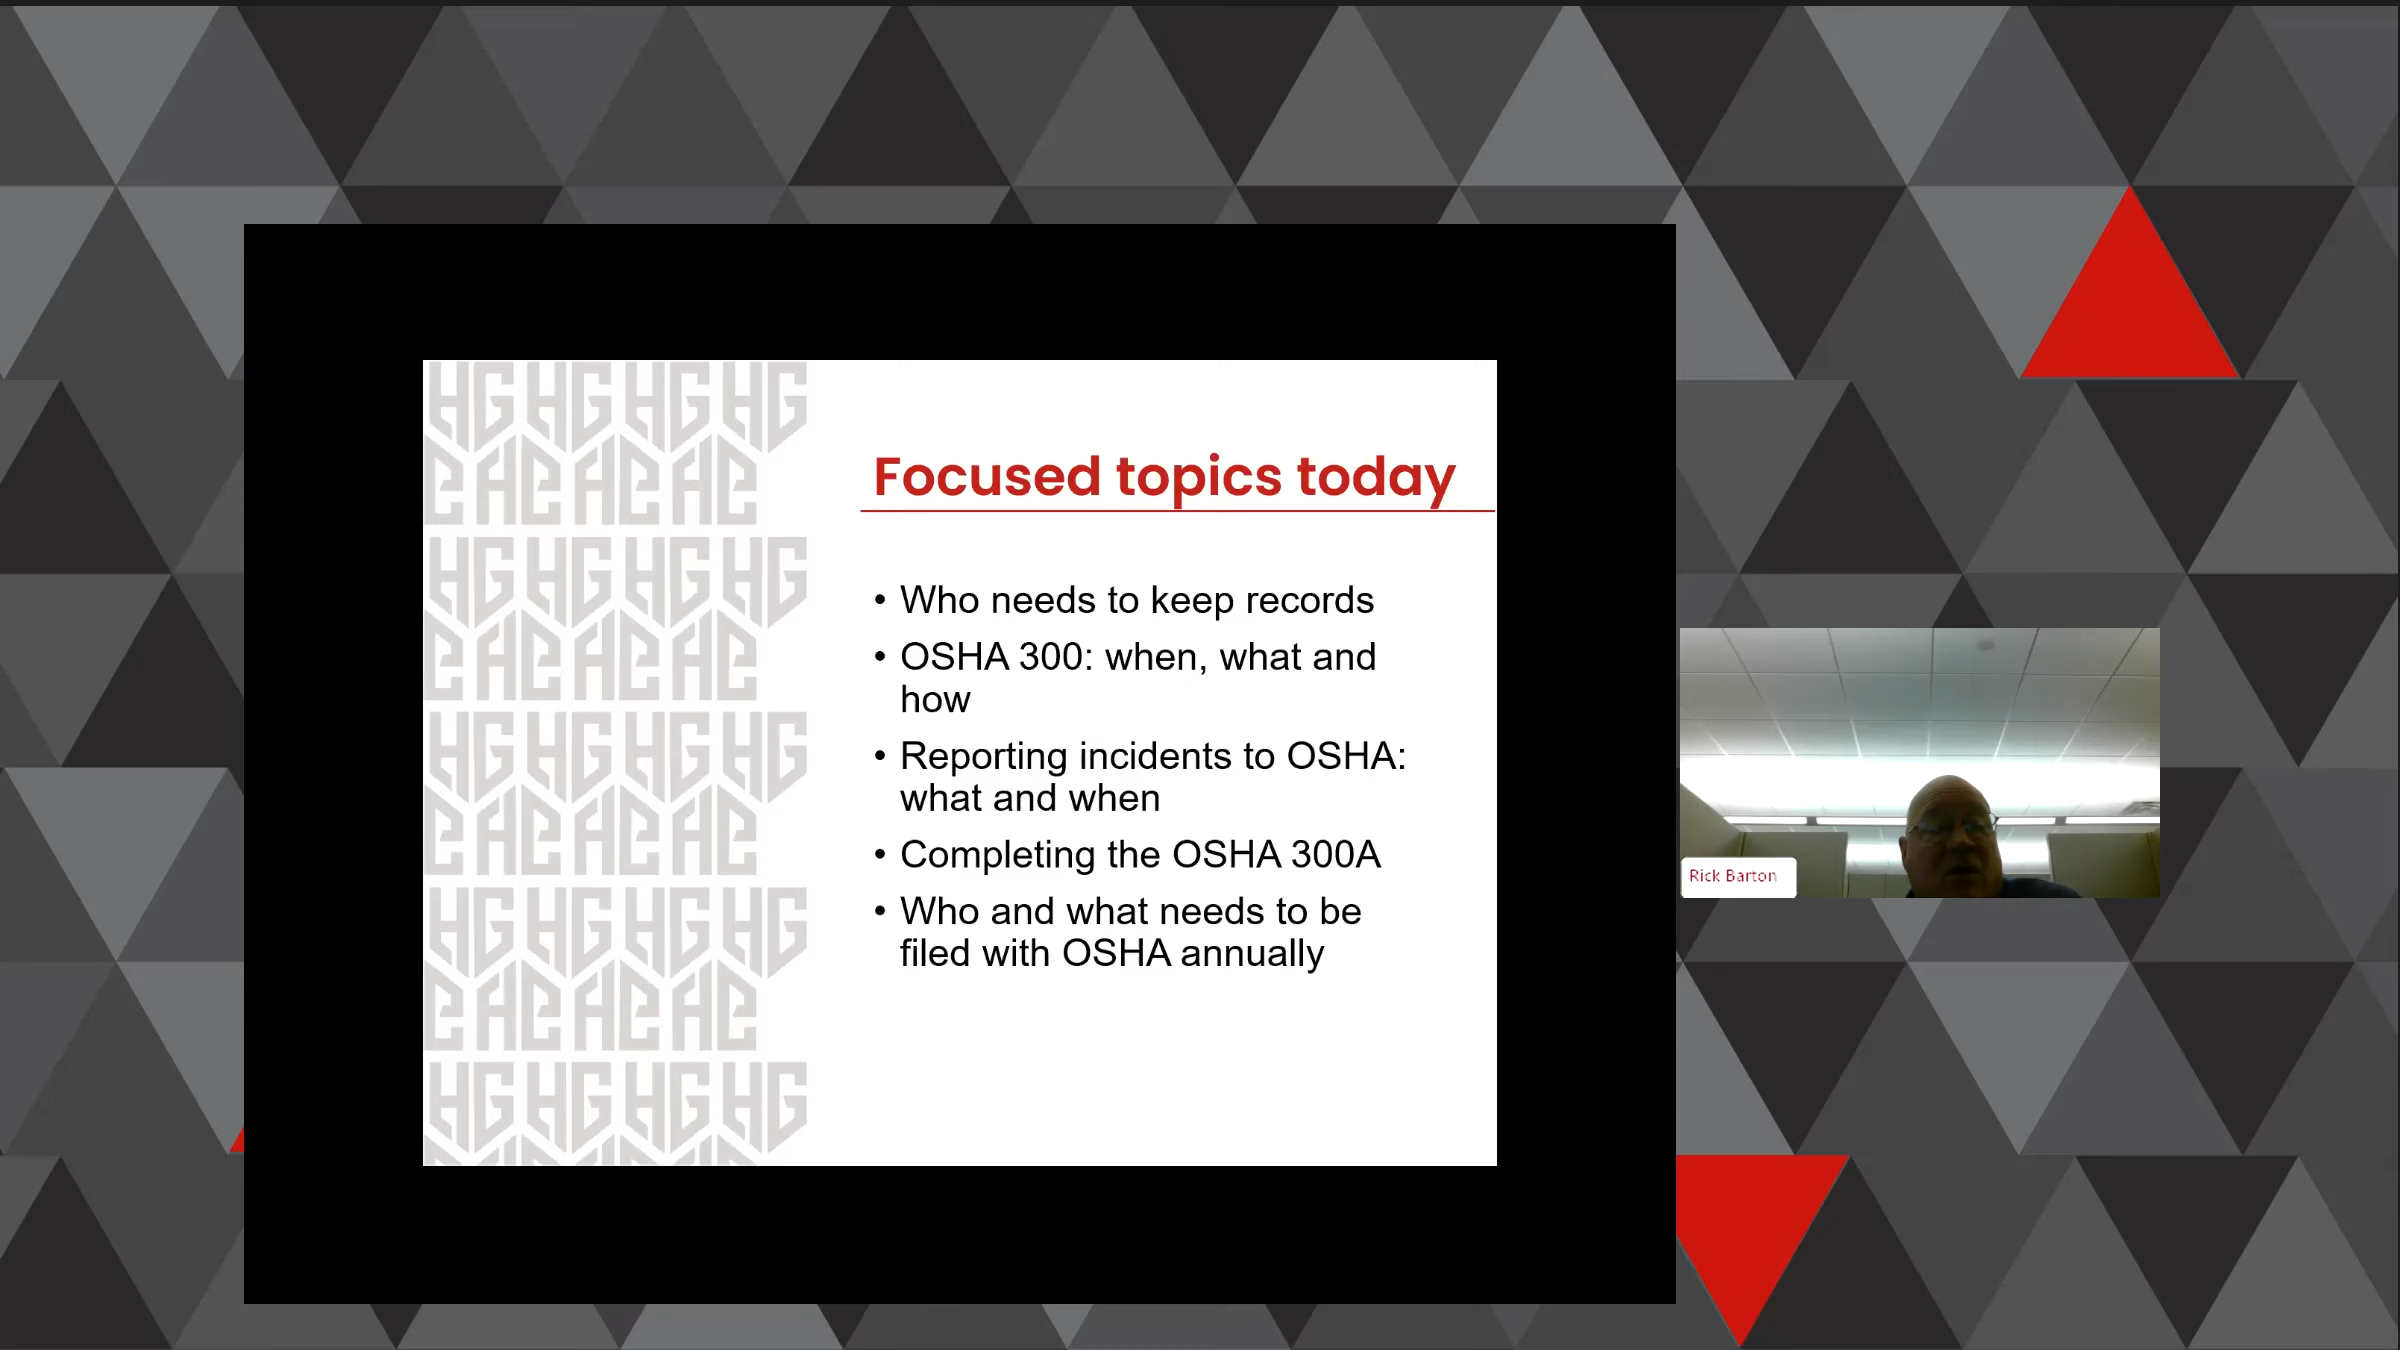 Focused topics today
• Who needs to keep records
• OSHA 300: when, what and
how
• Reporting incidents to OSHA:
what and when
• Completing the OSHA 300A
• Who and what needs to be
filed with OSHA annually
Rick Barton